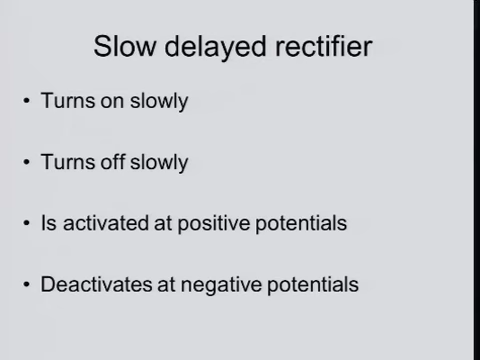 Slow delayed rectifier
• Turns on slowly
• Turns off slowly
• Is activated at positive potentials
• Deactivates at negative potentials